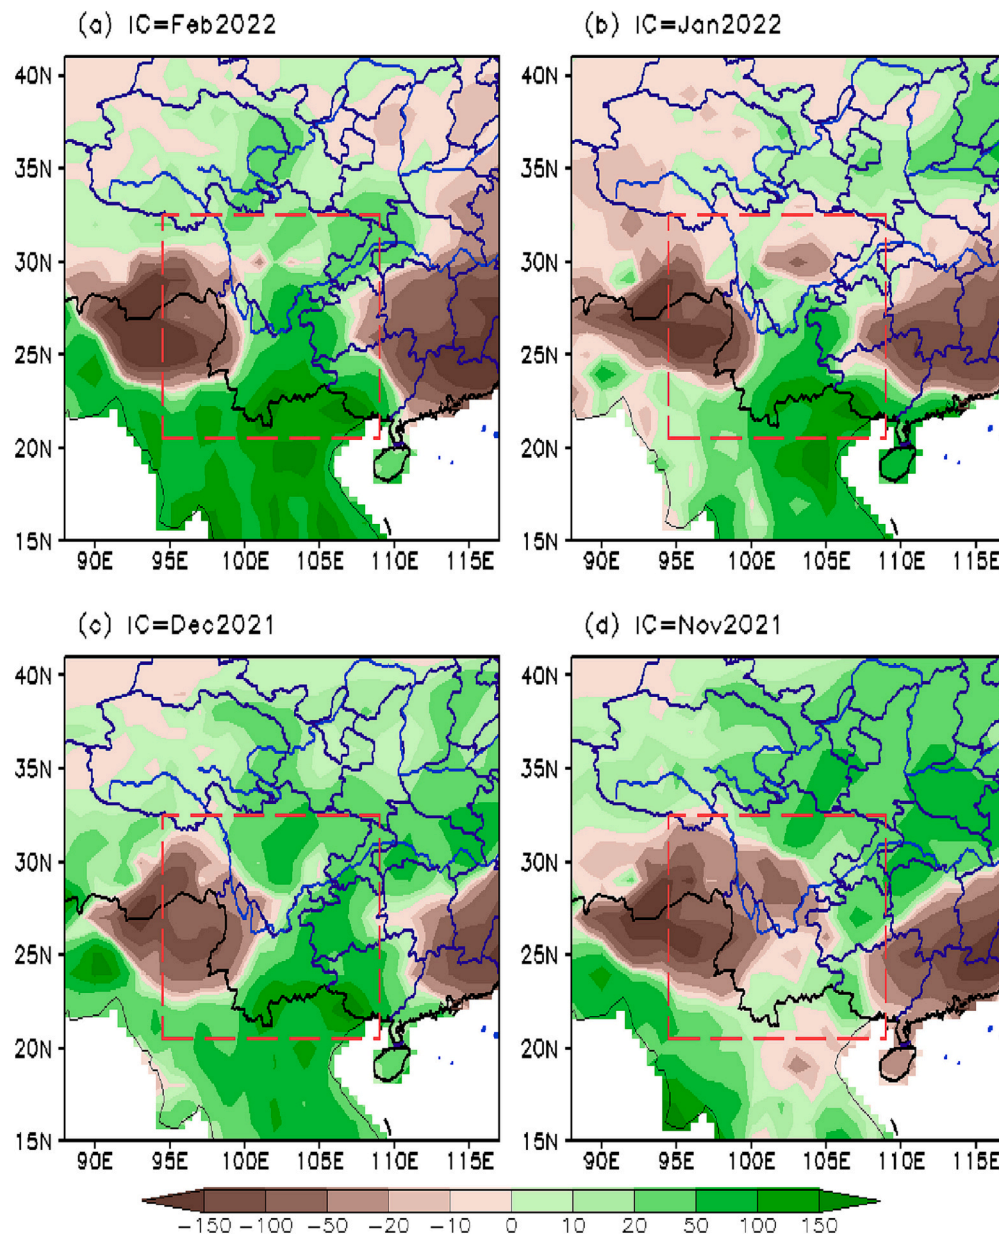 (a) IC=Feb2022
(b) IC=Jan2022
40N
35N
30N
25N
20N
15N
90E 95E 100E 105E 110E 115E
40N
35N
30N
25N
20N
15N
90E 95E 100E 105E 110E 115E
(c) IC=Dec2021
(d) IC=Nov2021
40N
35N
30N
25N
20N
15N
90E 95E 100E 105E 110E 115E
40N
35N
30N
25N
20N
15N
90E 95E 100E 105E 110E 115E
−150 −100 −50 −20 −10 0 10 20 50 100 150